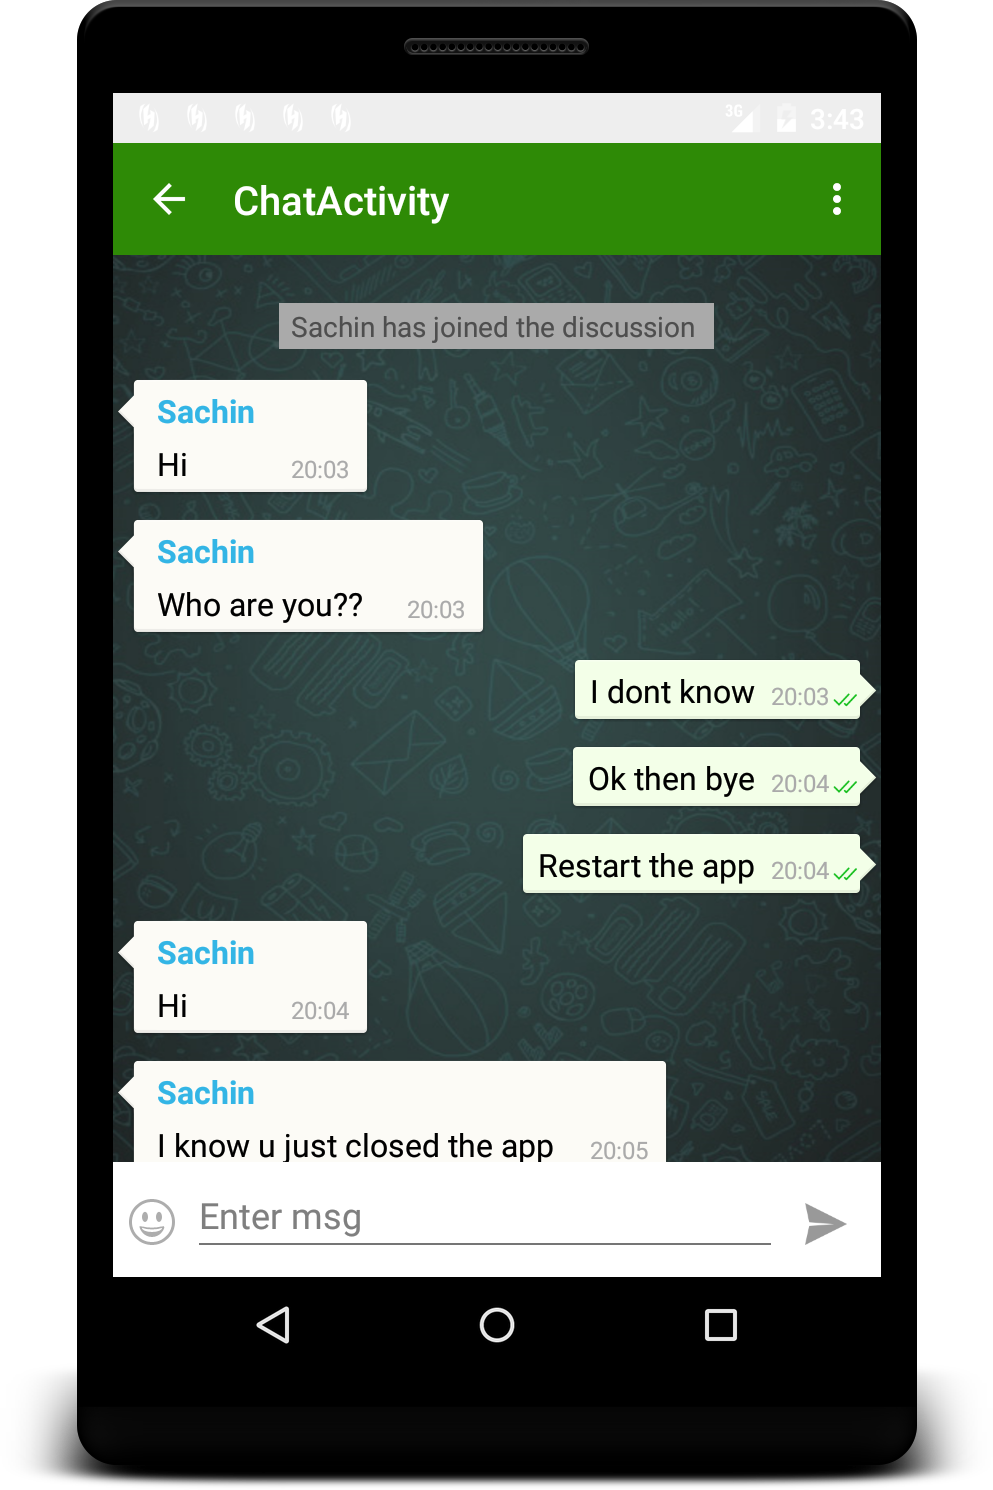 3G 3:43
ChatActivity
Sachin has joined the discussion
Sachin
Hi 20:03
Sachin
Who are you?? 20:03
I dont know 20:03
Ok then bye 20:04
Restart the app 20:04
Sachin
Hi 20:04
Sachin
I know u just closed the app 20:05
Enter msg